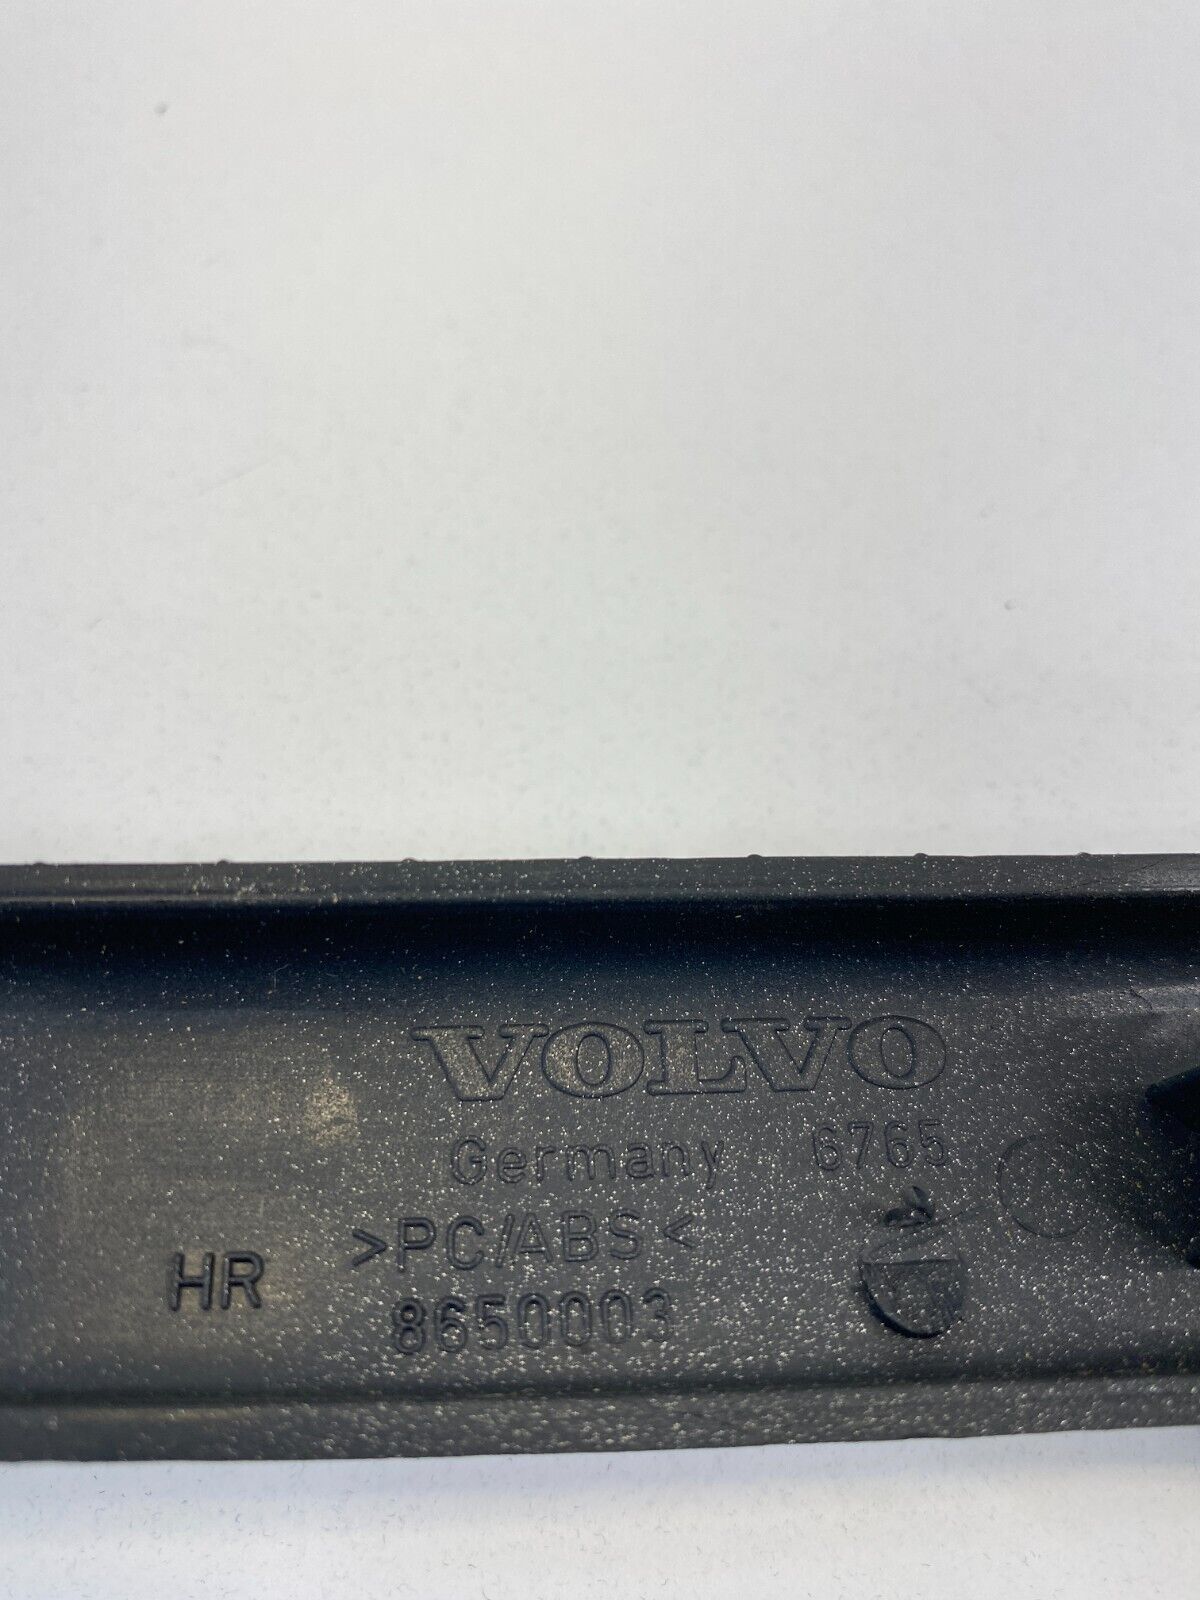 VOLVO
Germany 6765
>PC/ABS<
HR
8650003